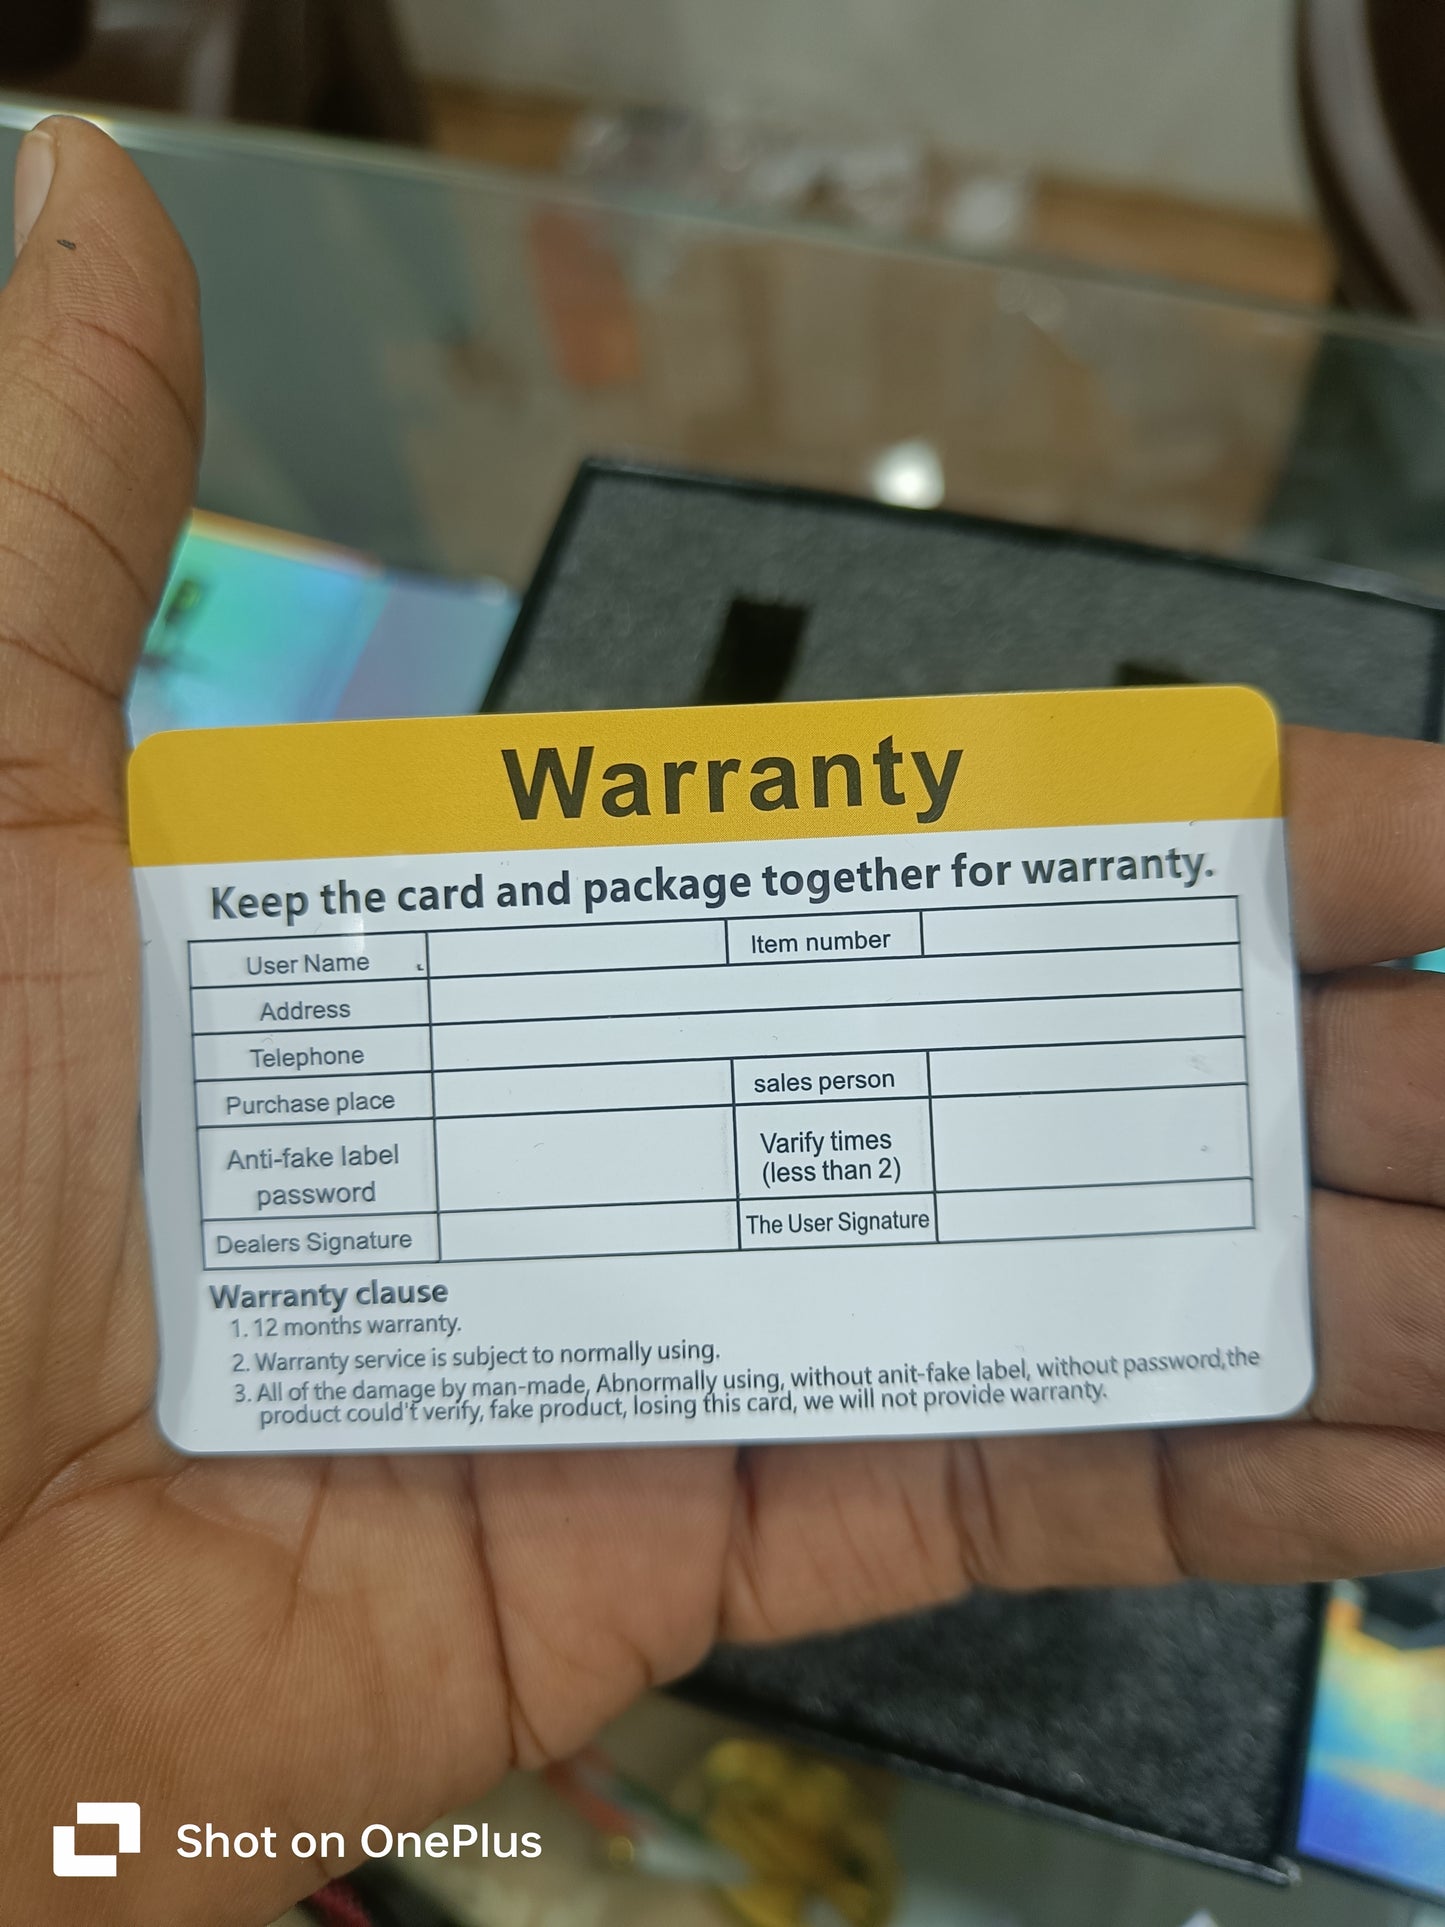 Warranty
Keep the card and package together for warranty.
User Name
Item number
Address
Telephone
Purchase place
sales person
Anti-fake label
password
Varify times
(less than 2)
Dealers Signature
The User Signature
Warranty clause
1. 12 months warranty.
2. Warranty service is subject to normally using.
3. All of the damage by man-made, Abnormally using, without anit-fake label, without password,the
product could't verify, fake product, losing this card, we will not provide warranty.
Shot on OnePlus